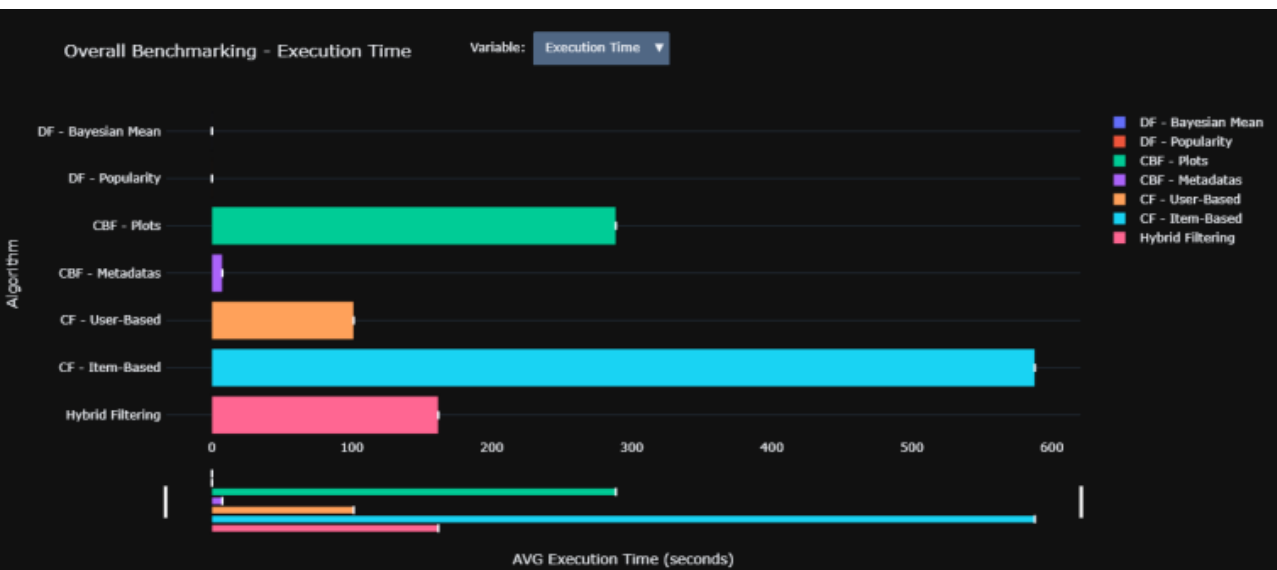 Overall Benchmarking - Execution Time
Variable:
Execution Time ▼
DF - Bayesian Mean
DF - Popularity
CBF - Plots
CBF - Metadatas
CF - User-Based
CF - Item-Based
Hybrid Filtering
Algorithm
0 100 200 300 400 500 600
AVG Execution Time (seconds)
DF - Bayesian Mean
DF - Popularity
CBF - Plots
CBF - Metadatas
CF - User-Based
CF - Item-Based
Hybrid Filtering